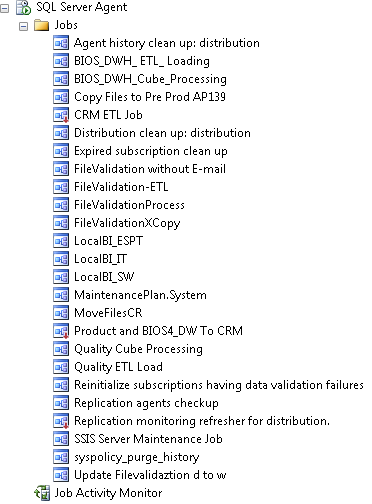 SQL Server Agent
Jobs
Agent history clean up: distribution
BIOS_DWH_ ETL_ Loading
BIOS_DWH_Cube_Processing
Copy Files to Pre Prod AP139
CRM ETL Job
Distribution clean up: distribution
Expired subscription clean up
FileValidation without E-mail
FileValidation-ETL
FileValidationProcess
FileValidationXCopy
LocalBI_ESPT
LocalBI_IT
LocalBI_SW
MaintenancePlan.System
MoveFilesCR
Product and BIOS4_DW To CRM
Quality Cube Processing
Quality ETL Load
Reinitialize subscriptions having data validation failures
Replication agents checkup
Replication monitoring refresher for distribution.
SSIS Server Maintenance Job
syspolicy_purge_history
Update Filevalidaztion d to w
Job Activity Monitor